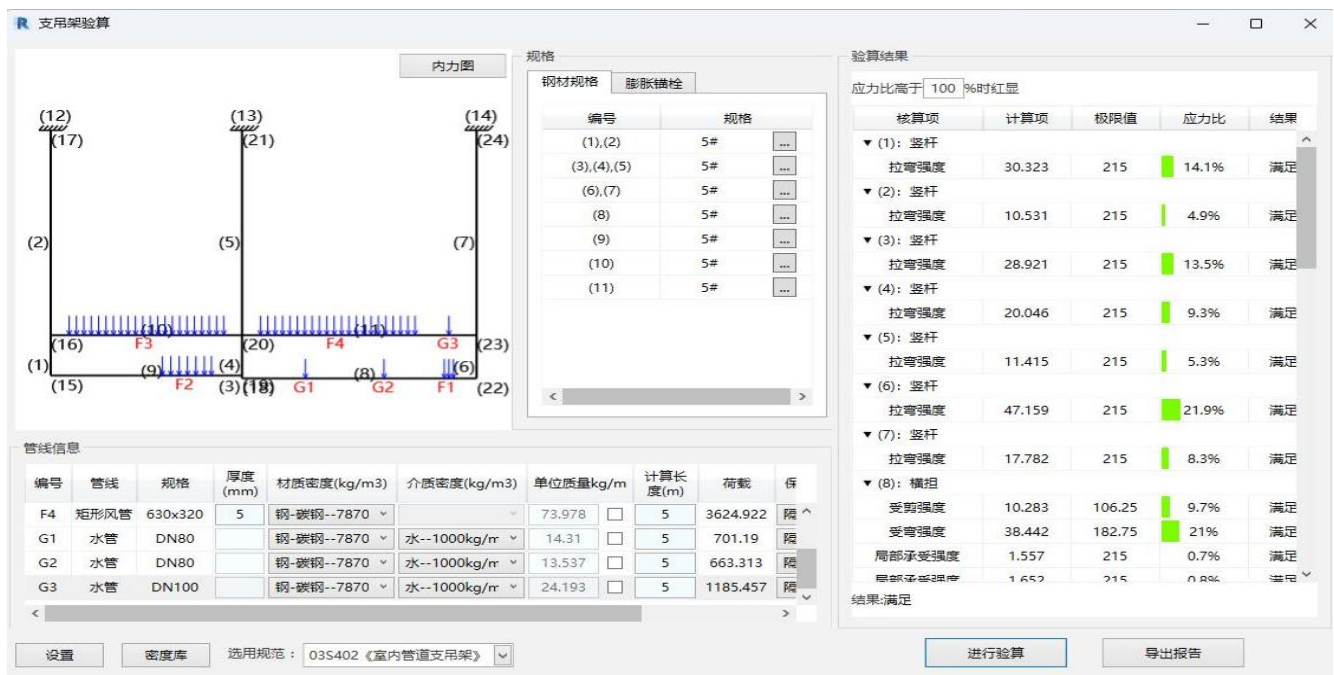 支吊架验算
内力图
(12) (13) (14)
(17) (21) (24)
(2) (5) (7)
(10) (11)
(16) F3 (20) F4 G3 (23)
(1) (9) (4) (8) (6)
(15) F2 (3) G1 G2 F1 (22)
规格
钢材规格 膨胀锚栓
编号 规格
(1),(2) 5# ...
(3),(4),(5) 5# ...
(6),(7) 5# ...
(8) 5# ...
(9) 5# ...
(10) 5# ...
(11) 5# ...
管线信息
编号 管线 规格 厚度(mm) 材质密度(kg/m3) 介质密度(kg/m3) 单位质量kg/m 计算长度(m) 荷载
F4 矩形风管 630x320 5 钢-碳钢--7870 73.978 5 3624.922 隔
G1 水管 DN80 钢-碳钢--7870 水--1000kg/m 14.31 5 701.19 隔
G2 水管 DN80 钢-碳钢--7870 水--1000kg/m 13.537 5 663.313 隔
G3 水管 DN100 钢-碳钢--7870 水--1000kg/m 24.193 5 1185.457 隔
验算结果
应力比高于 100 %时红显
核算项 计算项 极限值 应力比 结果
(1): 竖杆
拉弯强度 30.323 215 14.1% 满足
(2): 竖杆
拉弯强度 10.531 215 4.9% 满足
(3): 竖杆
拉弯强度 28.921 215 13.5% 满足
(4): 竖杆
拉弯强度 20.046 215 9.3% 满足
(5): 竖杆
拉弯强度 11.415 215 5.3% 满足
(6): 竖杆
拉弯强度 47.159 215 21.9% 满足
(7): 竖杆
拉弯强度 17.782 215 8.3% 满足
(8): 横担
受剪强度 10.283 106.25 9.7% 满足
受弯强度 38.442 182.75 21% 满足
局部承受强度 1.557 215 0.7% 满足
局部承受强度 1.652 215 0.8% 满足
结果:满足
设置 密度库 选用规范： 03S402《室内管道支吊架》 进行验算 导出报告